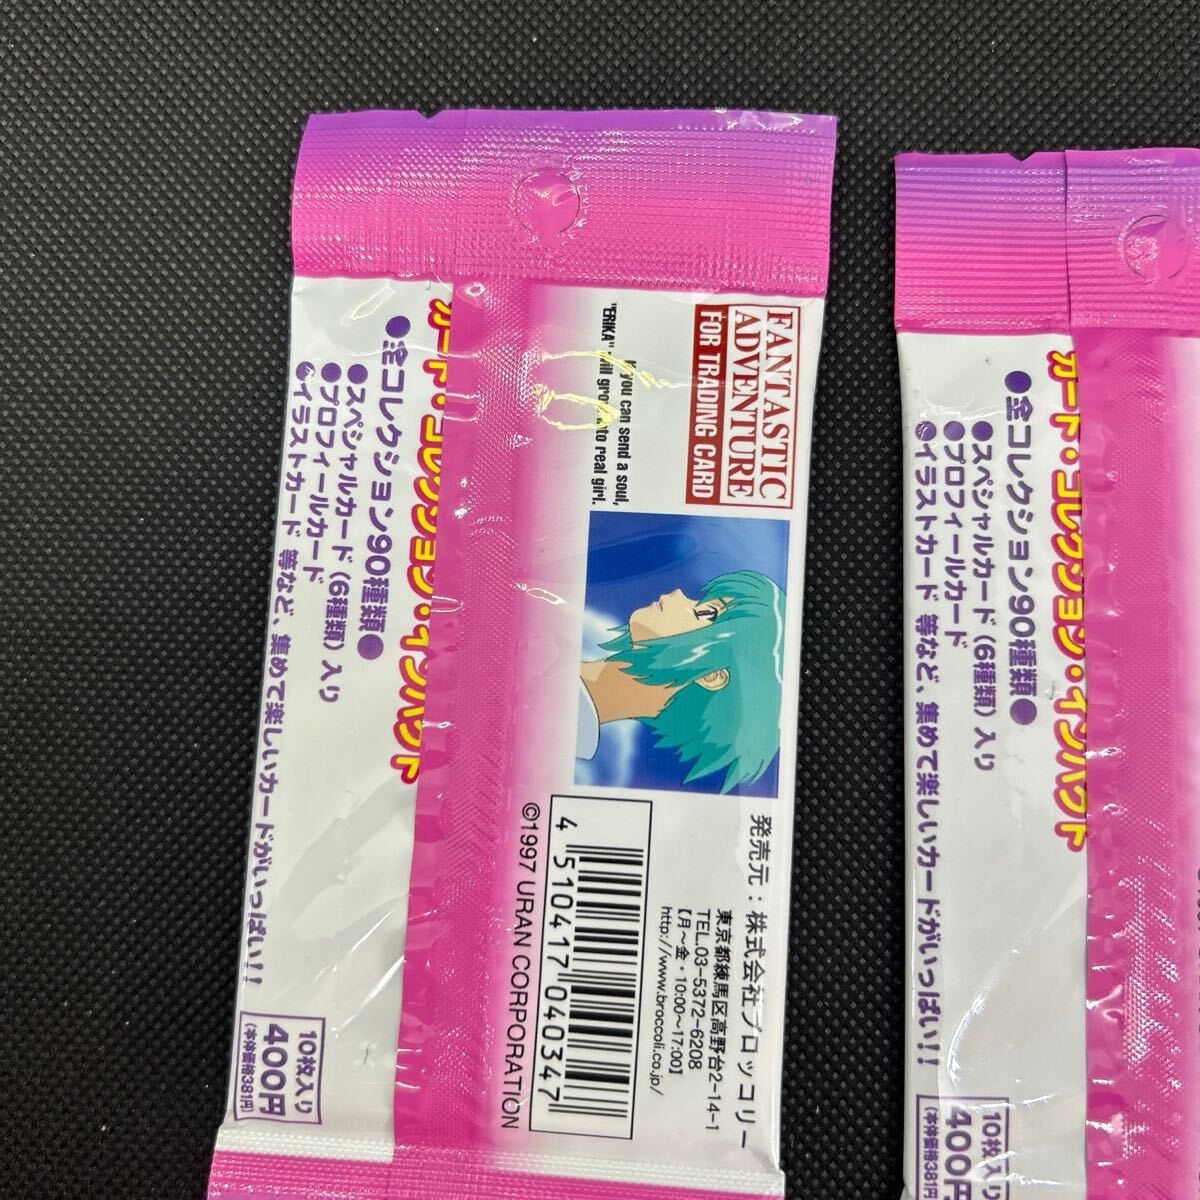 FANTASTIC
ADVENTURE
FOR TRADING CARD
If you can send a soul,
"ERIKA" will grow into real girl.
発売元：株式会社ブロッコリー
東京都練馬区高野台2-14-1
TEL.03-5372-6208
【月〜金・10:00〜17:00】
http://www.broccoli.co.jp/
4 510417 040347
©1997 URAN CORPORATION
カード・コレクション・インパクト
●全コレクション90種類●
●スペシャルカード（6種類）入り
●プロフィールカード
●イラストカード 等など、集めて楽しいカードがいっぱい!!
10枚入り
400円
（本体価格381円）
カード・コレクション・インパクト
●全コレクション90種類●
●スペシャルカード（6種類）入り
●プロフィールカード
●イラストカード 等など、集めて楽しいカードがいっぱい!!
10枚入り
400円
（本体価格381円）